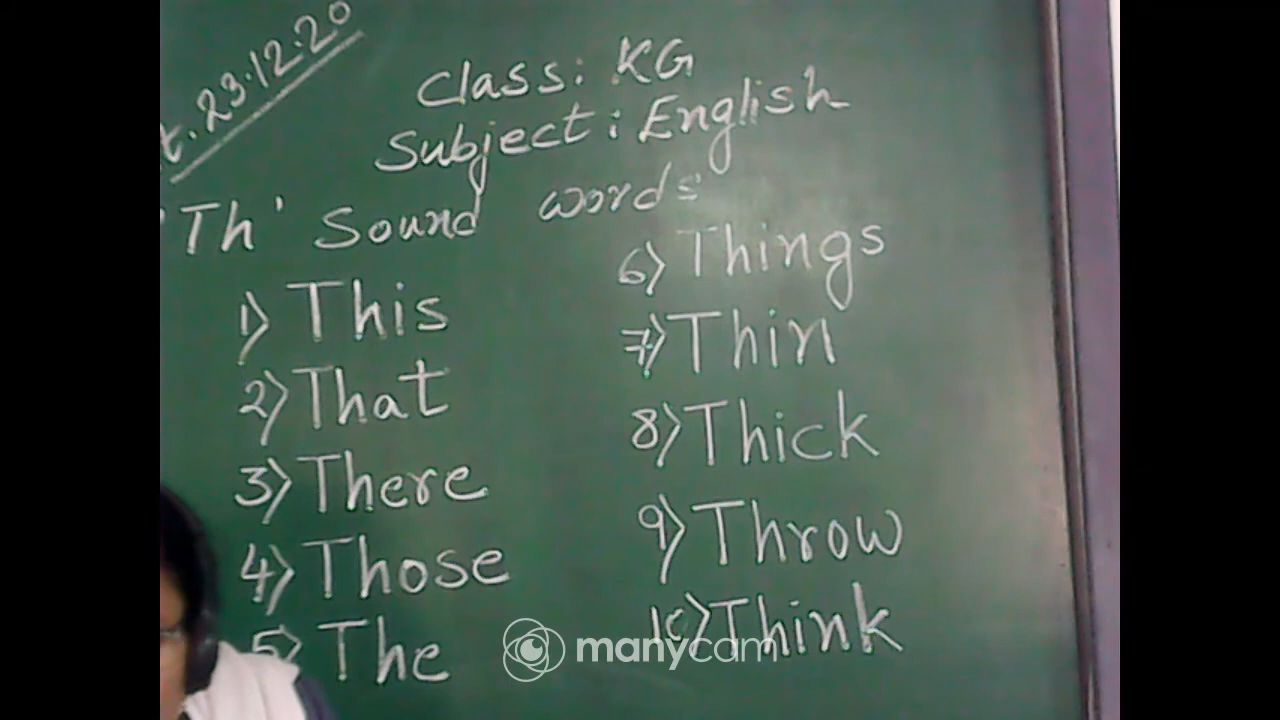 t.23.12.20
Class: KG
Subject: English
'Th' Sound words
1) This
2) That
3) There
4) Those
5) The
6) Things
7) Thin
8) Thick
9) Throw
10) Think
manycam